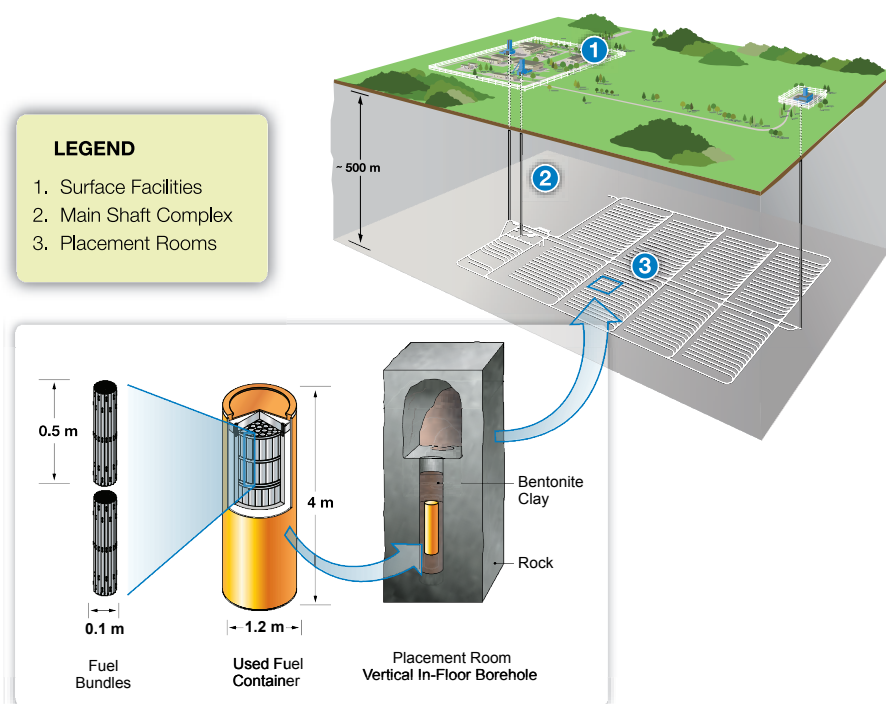 1
LEGEND
1. Surface Facilities
2. Main Shaft Complex
3. Placement Rooms
~ 500 m
2
3
0.5 m
4 m
Bentonite
Clay
Rock
0.1 m
1.2 m
Fuel
Bundles
Used Fuel
Container
Placement Room
Vertical In-Floor Borehole